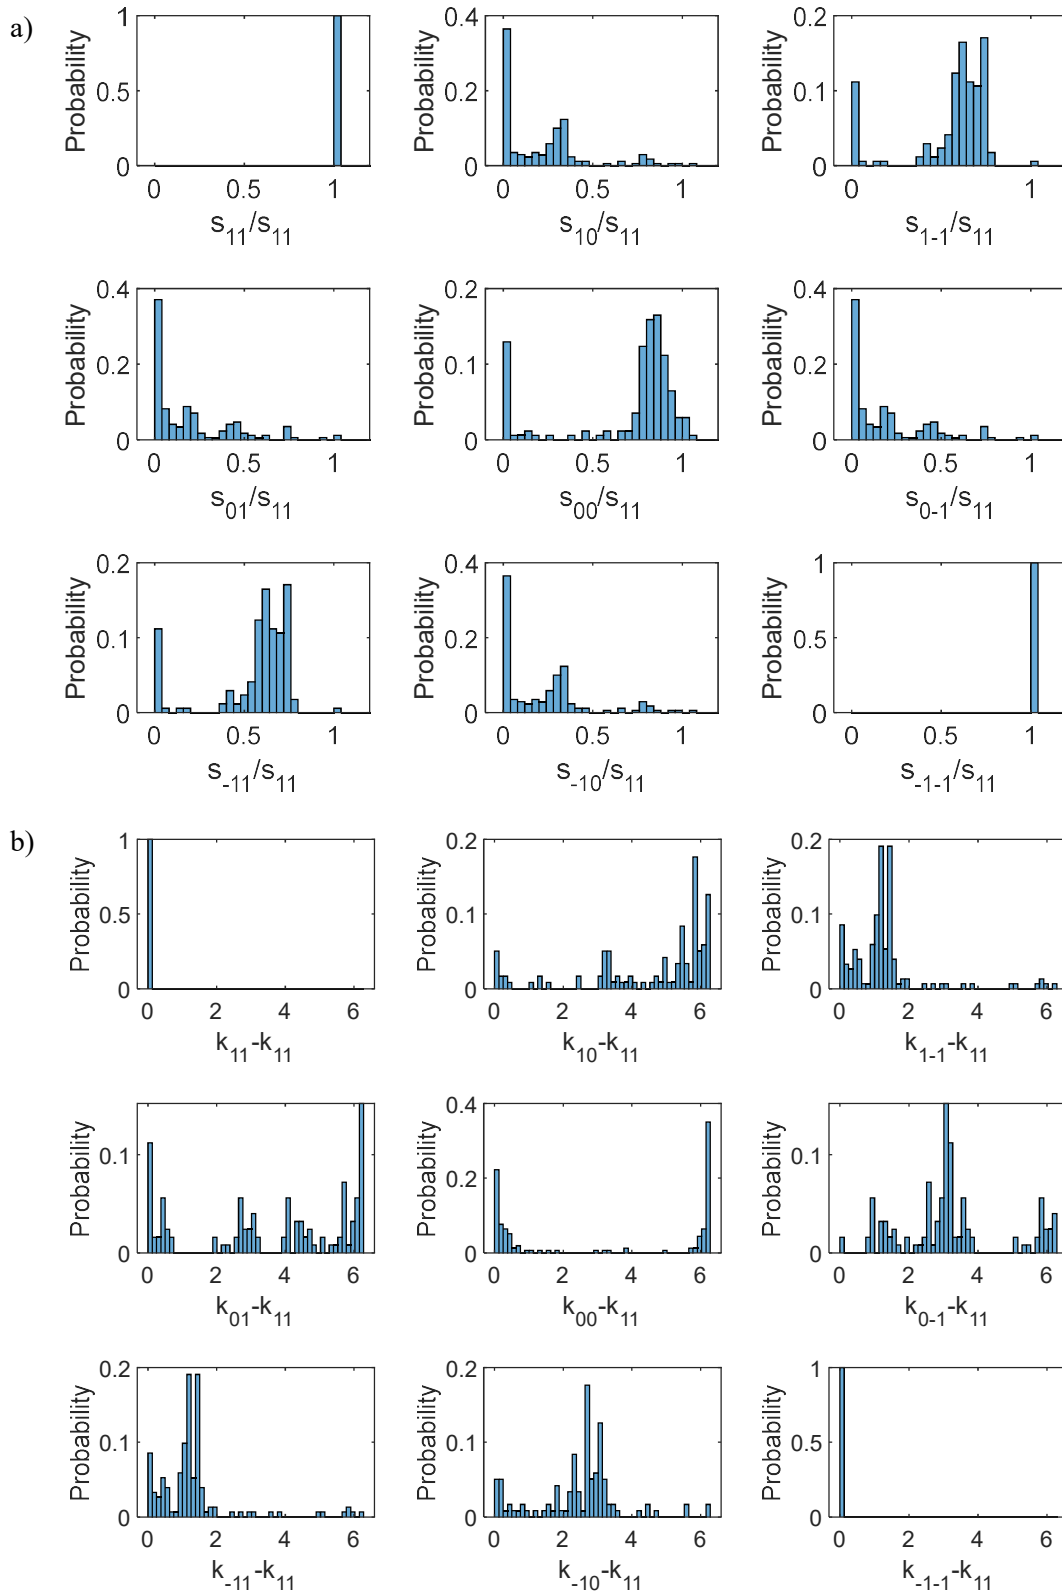 a)
1
0.5
0
Probability
0 0.5 1
s11/s11
0.4
0.2
0
Probability
0 0.5 1
s10/s11
0.2
0.1
0
Probability
0 1
s1-1/s11
0.4
0.2
0
Probability
0 0.5 1
s01/s11
0.2
0.1
0
Probability
0 0.5 1
s00/s11
0.4
0.2
0
Probability
0 0.5 1
s0-1/s11
0.2
0.1
0
Probability
0 0.5 1
s-11/s11
0.4
0.2
0
Probability
0 0.5 1
s-10/s11
1
0.5
0
Probability
0 0.5 1
s-1-1/s11
b)
1
0.5
0
Probability
0 2 4 6
k11-k11
0.2
0.1
0
Probability
0 2 4 6
k10-k11
0.2
0.1
0
Probability
0 2 4 6
k1-1-k11
0.1
0
Probability
0 2 4 6
k01-k11
0.4
0.2
0
Probability
0 2 4 6
k00-k11
0.1
0
Probability
0 2 4 6
k0-1-k11
0.2
0.1
0
Probability
0 2 4 6
k-11-k11
0.2
0.1
0
Probability
0 2 4 6
k-10-k11
1
0.5
0
Probability
0 2 4 6
k-1-1-k11